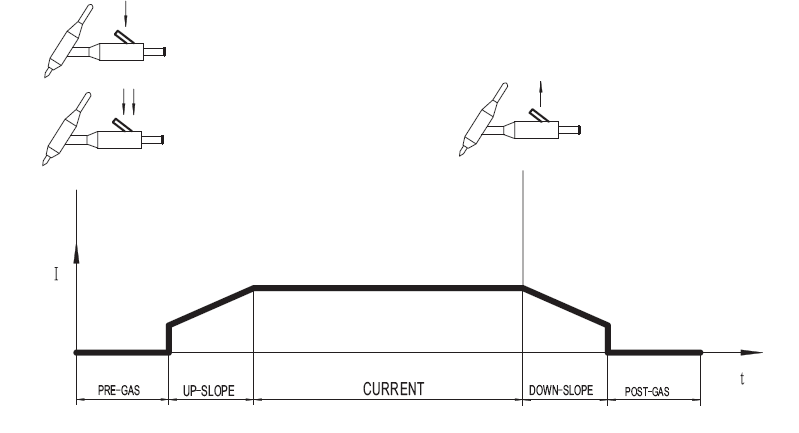 I
t
PRE-GAS
UP-SLOPE
CURRENT
DOWN-SLOPE
POST-GAS